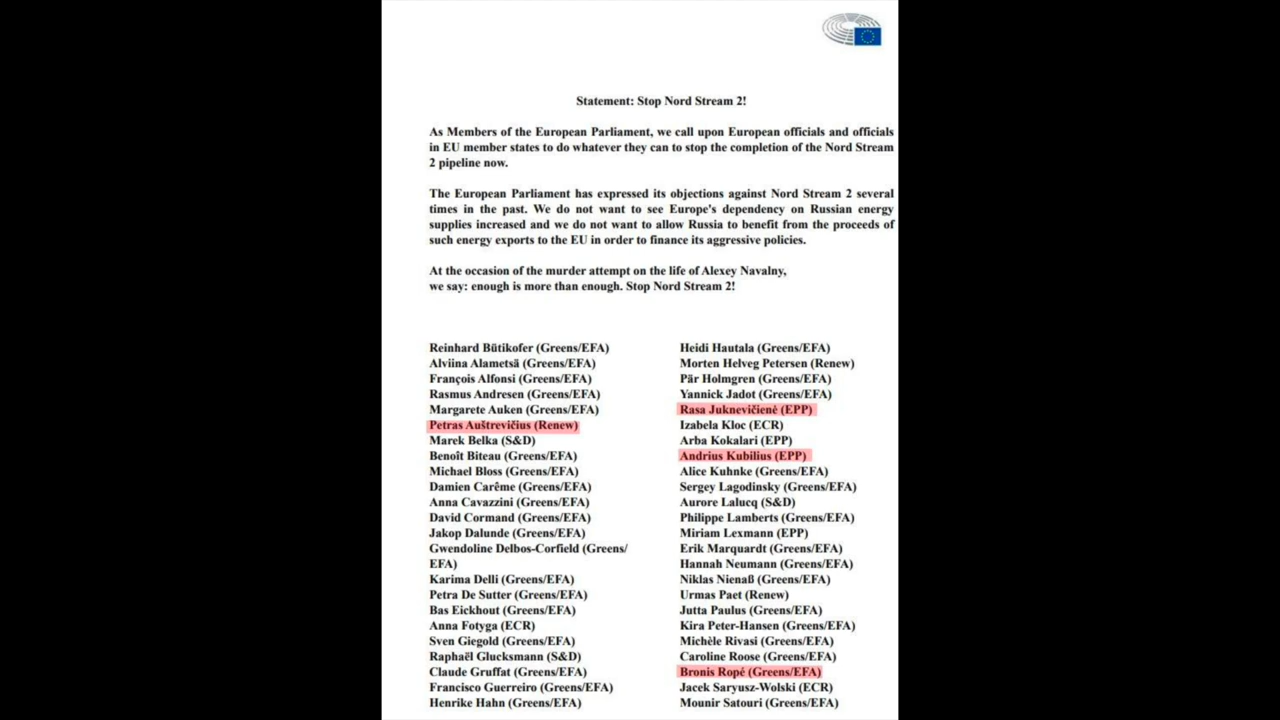 Statement: Stop Nord Stream 2!
As Members of the European Parliament, we call upon European officials and officials
in EU member states to do whatever they can to stop the completion of the Nord Stream
2 pipeline now.
The European Parliament has expressed its objections against Nord Stream 2 several
times in the past. We do not want to see Europe's dependency on Russian energy
supplies increased and we do not want to allow Russia to benefit from the proceeds of
such energy exports to the EU in order to finance its aggressive policies.
At the occasion of the murder attempt on the life of Alexey Navalny,
we say: enough is more than enough. Stop Nord Stream 2!
Reinhard Bütikofer (Greens/EFA)
Alviina Alametsä (Greens/EFA)
François Alfonsi (Greens/EFA)
Rasmus Andresen (Greens/EFA)
Margarete Auken (Greens/EFA)
Petras Auštrevičius (Renew)
Marek Belka (S&D)
Benoît Biteau (Greens/EFA)
Michael Bloss (Greens/EFA)
Damien Carême (Greens/EFA)
Anna Cavazzini (Greens/EFA)
David Cormand (Greens/EFA)
Jakop Dalunde (Greens/EFA)
Gwendoline Delbos-Corfield (Greens/
EFA)
Karima Delli (Greens/EFA)
Petra De Sutter (Greens/EFA)
Bas Eickhout (Greens/EFA)
Anna Fotyga (ECR)
Sven Giegold (Greens/EFA)
Raphaël Glucksmann (S&D)
Claude Gruffat (Greens/EFA)
Francisco Guerreiro (Greens/EFA)
Henrike Hahn (Greens/EFA)
Heidi Hautala (Greens/EFA)
Morten Helveg Petersen (Renew)
Pär Holmgren (Greens/EFA)
Yannick Jadot (Greens/EFA)
Rasa Juknevičienė (EPP)
Izabela Kloc (ECR)
Arba Kokalari (EPP)
Andrius Kubilius (EPP)
Alice Kuhnke (Greens/EFA)
Sergey Lagodinsky (Greens/EFA)
Aurore Lalucq (S&D)
Philippe Lamberts (Greens/EFA)
Miriam Lexmann (EPP)
Erik Marquardt (Greens/EFA)
Hannah Neumann (Greens/EFA)
Niklas Nienaß (Greens/EFA)
Urmas Paet (Renew)
Jutta Paulus (Greens/EFA)
Kira Peter-Hansen (Greens/EFA)
Michèle Rivasi (Greens/EFA)
Caroline Roose (Greens/EFA)
Bronis Ropė (Greens/EFA)
Jacek Saryusz-Wolski (ECR)
Mounir Satouri (Greens/EFA)